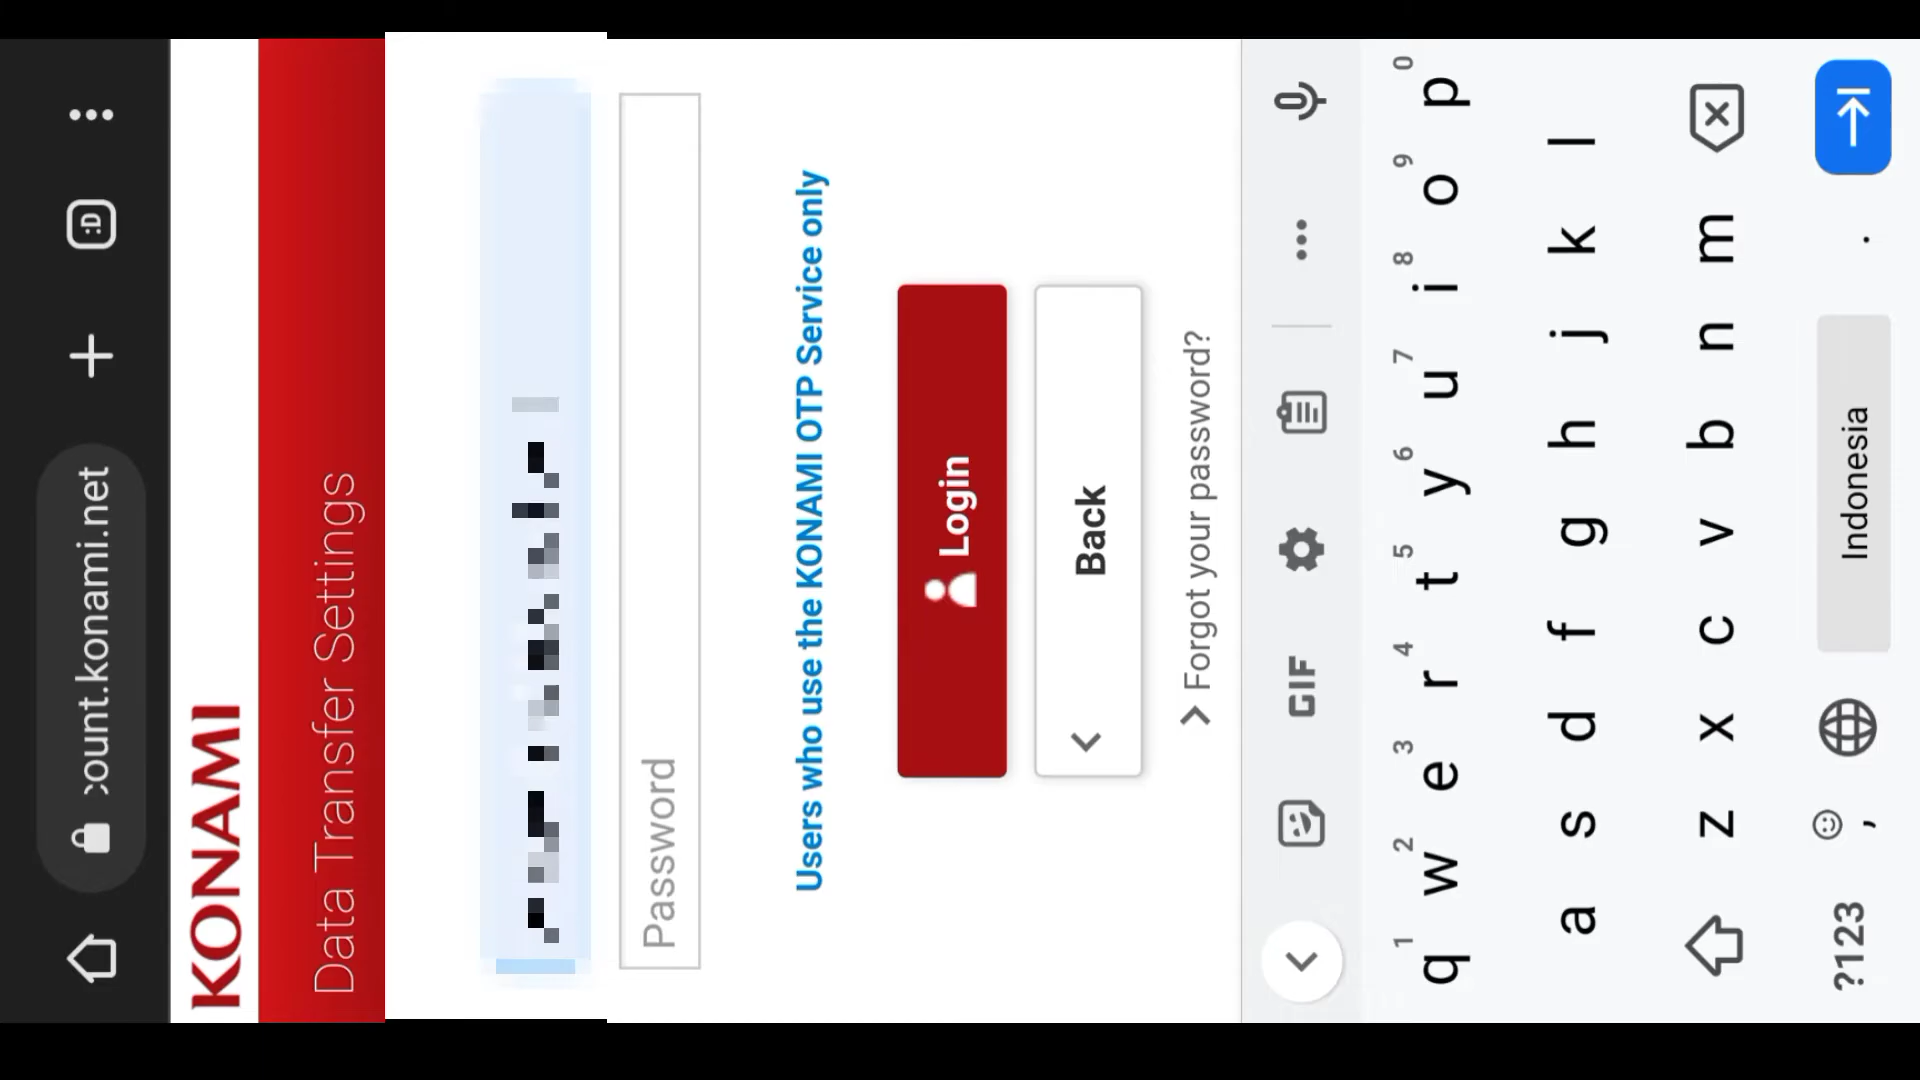 :D
xount.konami.net
KONAMI
Data Transfer Settings
Password
Users who use the KONAMI OTP Service only
Login
Back
Forgot your password?
GIF
1 2 3 4 5 6 7 8 9 0
q w e r t y u i o p
a s d f g h j k l
z x c v b n m
?123 , Indonesia .